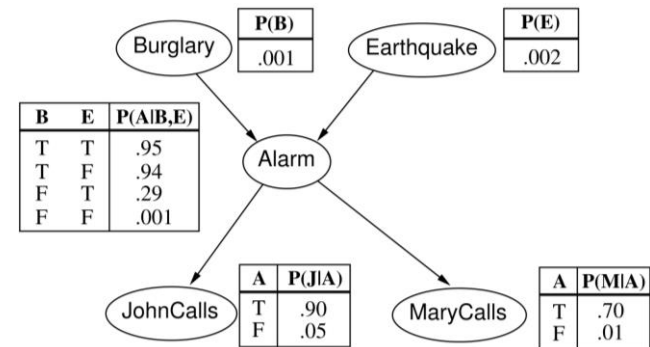 Burglary
P(B)
.001
Earthquake
P(E)
.002
B E P(A|B,E)
T T .95
T F .94
F T .29
F F .001
Alarm
JohnCalls
A P(J|A)
T .90
F .05
MaryCalls
A P(M|A)
T .70
F .01